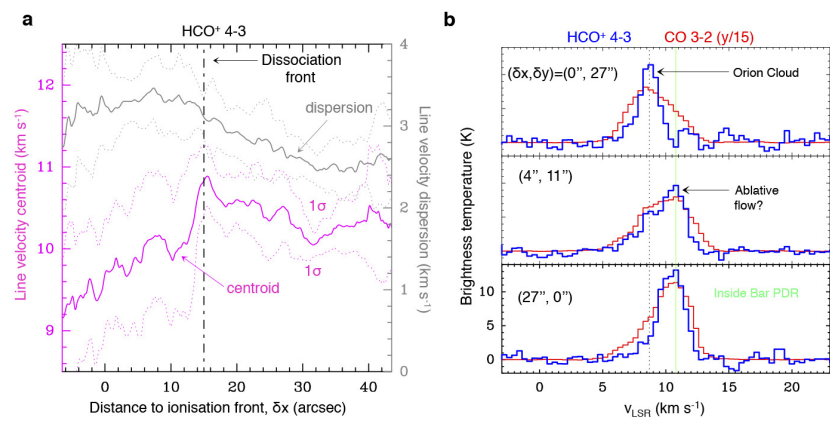 a
HCO⁺ 4-3
Dissociation
front
dispersion
1σ
1σ
centroid
Line velocity centroid (km s⁻¹)
12
11
10
9
Line velocity dispersion (km s⁻¹)
4
3
2
1
0
0 10 20 30 40
Distance to ionisation front, δx (arcsec)
b
HCO⁺ 4-3 CO 3-2 (y/15)
(δx,δy)=(0”, 27”)
Orion Cloud
(4”, 11”)
Ablative
flow?
(27”, 0”)
Inside Bar PDR
Brightness temperature (K)
10
5
0
0 5 10 15 20
v_LSR (km s⁻¹)